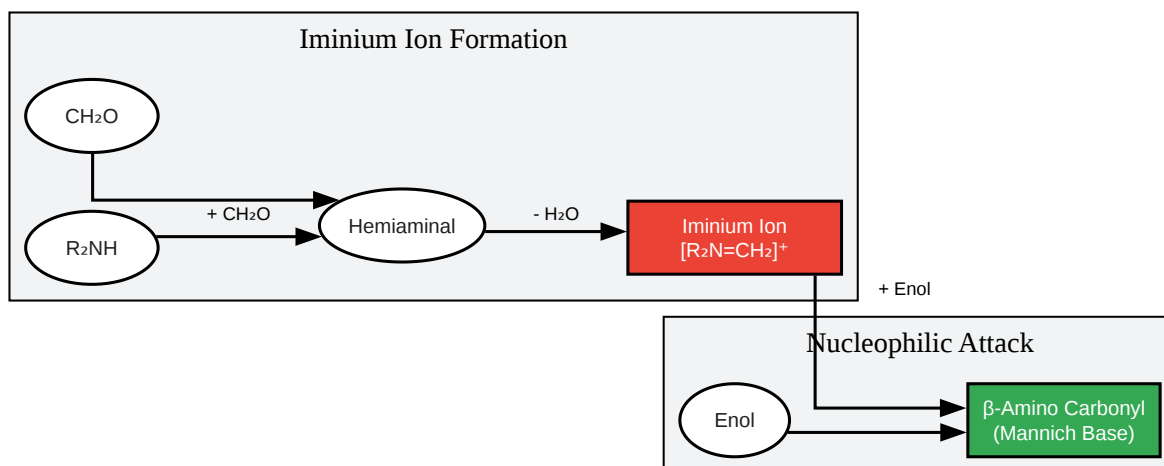 Iminium Ion Formation
CH₂O
+ CH₂O
R₂NH
Hemiaminal
- H₂O
Iminium Ion
[R₂N=CH₂]⁺
+ Enol
Nucleophilic Attack
Enol
β-Amino Carbonyl
(Mannich Base)